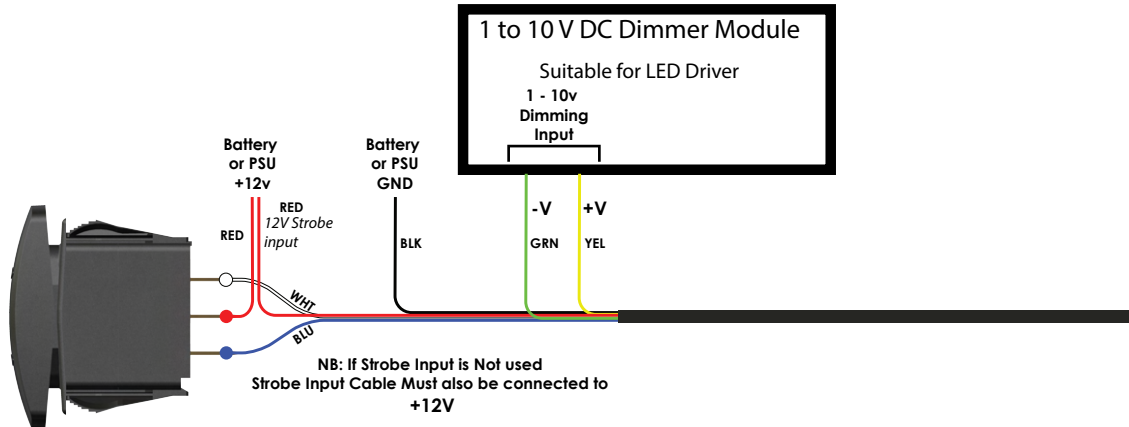 1 to 10 V DC Dimmer Module
Suitable for LED Driver
1 - 10v
Dimming
Input
Battery
or PSU
+12v
Battery
or PSU
GND
RED
12V Strobe
input
RED
BLK
-V
+V
GRN
YEL
WHT
BLU
NB: If Strobe Input is Not used
Strobe Input Cable Must also be connected to
+12V